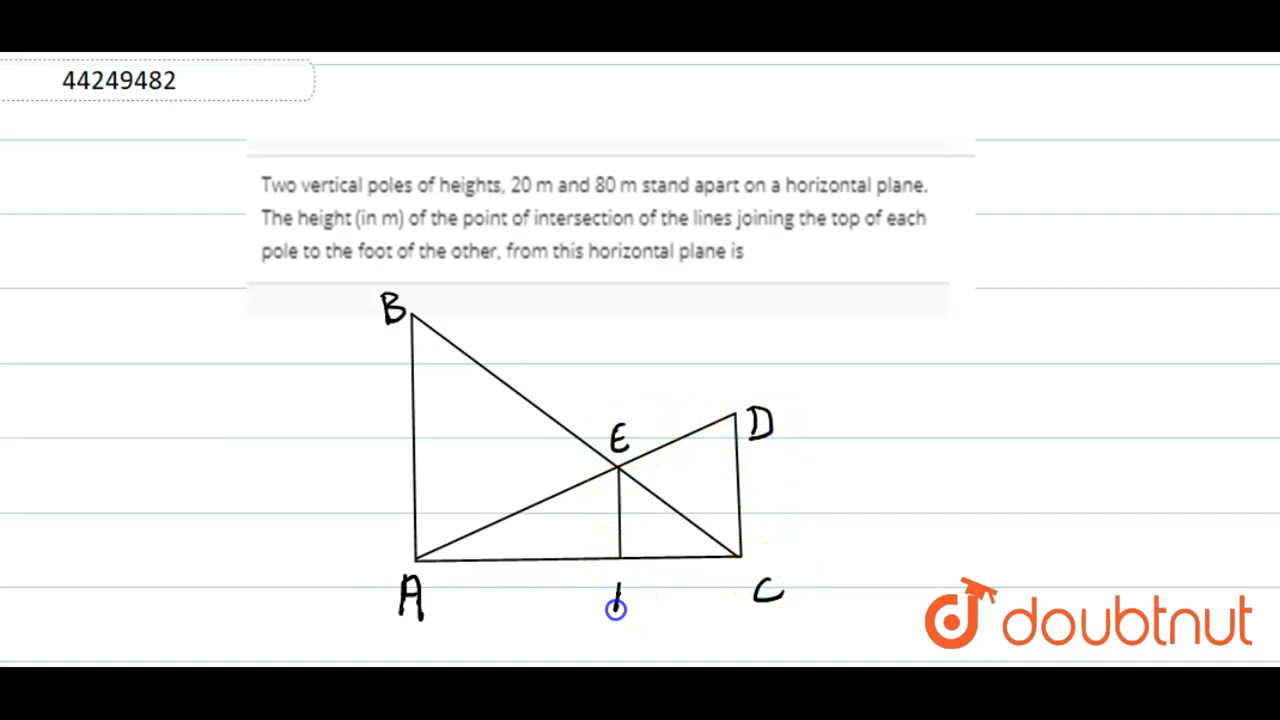 44249482
Two vertical poles of heights, 20 m and 80 m stand apart on a horizontal plane.
The height (in m) of the point of intersection of the lines joining the top of each
pole to the foot of the other, from this horizontal plane is
B
D
E
A
C
doubtnut